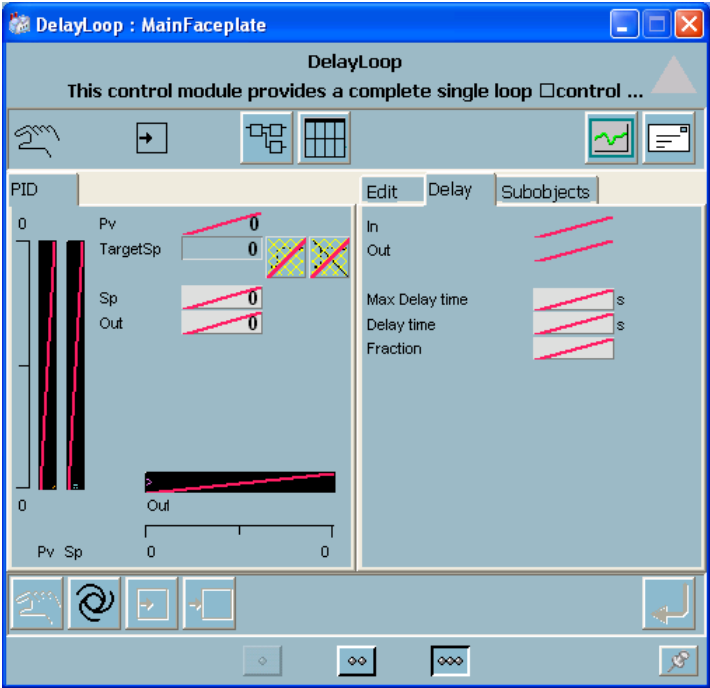 DelayLoop : MainFaceplate
DelayLoop
This control module provides a complete single loop □control ...
PID
Edit Delay Subobjects
0 Pv 0
TargetSp 0
Sp 0
Out 0
0 Out
Pv Sp 0 0
In
Out
Max Delay time s
Delay time s
Fraction